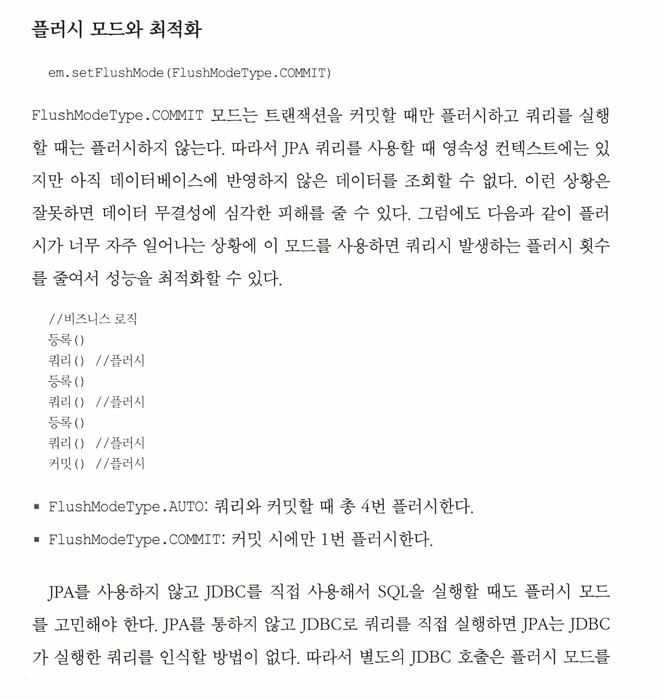 플러시 모드와 최적화
em.setFlushMode(FlushModeType.COMMIT)
FlushModeType.COMMIT 모드는 트랜잭션을 커밋할 때만 플러시하고 쿼리를 실행
할 때는 플러시하지 않는다. 따라서 JPA 쿼리를 사용할 때 영속성 컨텍스트에는 있
지만 아직 데이터베이스에 반영하지 않은 데이터를 조회할 수 없다. 이런 상황은
잘못하면 데이터 무결성에 심각한 피해를 줄 수 있다. 그럼에도 다음과 같이 플러
시가 너무 자주 일어나는 상황에 이 모드를 사용하면 쿼리시 발생하는 플러시 횟수
를 줄여서 성능을 최적화할 수 있다.
//비즈니스 로직
등록()
쿼리() //플러시
등록()
쿼리() //플러시
등록()
쿼리() //플러시
커밋() //플러시
▪ FlushModeType.AUTO: 쿼리와 커밋할 때 총 4번 플러시한다.
▪ FlushModeType.COMMIT: 커밋 시에만 1번 플러시한다.
JPA를 사용하지 않고 JDBC를 직접 사용해서 SQL을 실행할 때도 플러시 모드
를 고민해야 한다. JPA를 통하지 않고 JDBC로 쿼리를 직접 실행하면 JPA는 JDBC
가 실행한 쿼리를 인식할 방법이 없다. 따라서 별도의 JDBC 호출은 플러시 모드를